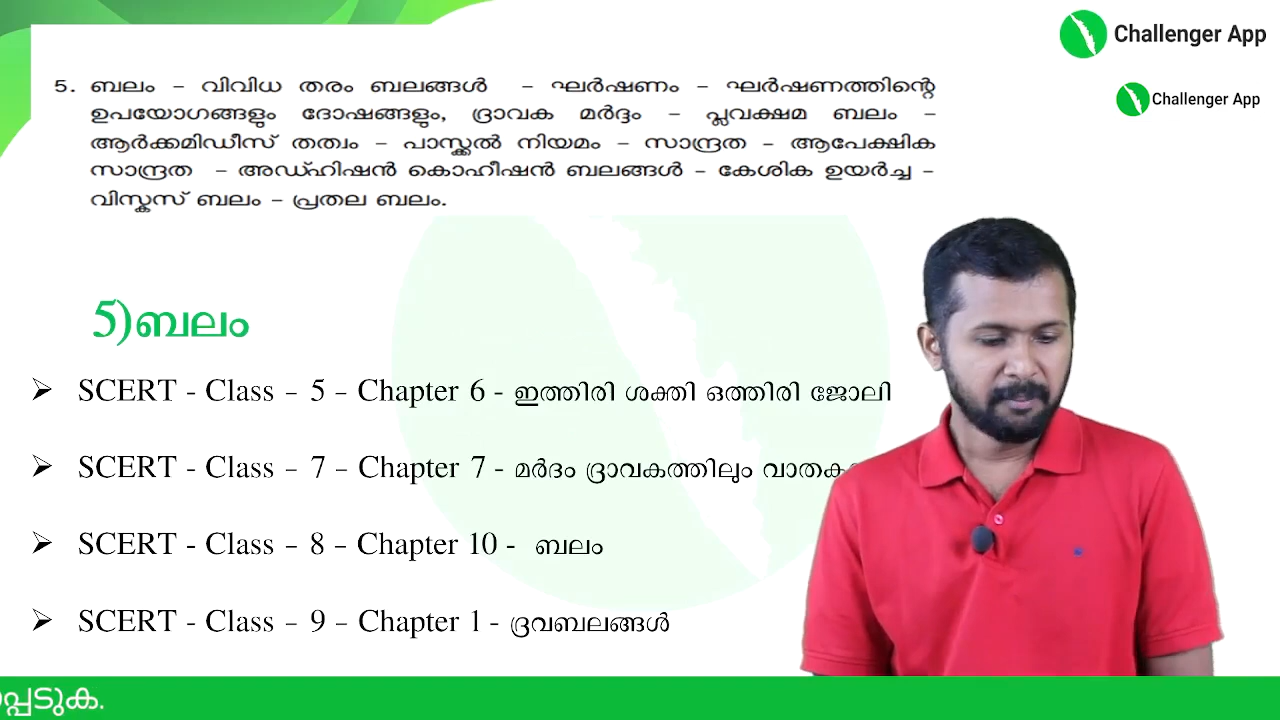 Challenger App
Challenger App
5. ബലം – വിവിധ തരം ബലങ്ങൾ – ഘർഷണം – ഘർഷണത്തിന്റെ
ഉപയോഗങ്ങളും ദോഷങ്ങളും, ദ്രാവക മർദ്ദം – പ്ലവക്ഷമ ബലം –
ആർക്കമിഡീസ് തത്വം – പാസ്ക്കൽ നിയമം – സാന്ദ്രത – ആപേക്ഷിക
സാന്ദ്രത – അഡ്ഹിഷൻ കൊഹീഷൻ ബലങ്ങൾ – കേശിക ഉയർച്ച –
വിസ്കസ് ബലം – പ്രതല ബലം.
5)ബലം
➢ SCERT - Class – 5 – Chapter 6 - ഇത്തിരി ശക്തി ഒത്തിരി ജോലി
➢ SCERT - Class – 7 – Chapter 7 - മർദം ദ്രാവകത്തിലും
➢ SCERT - Class – 8 – Chapter 10 - ബലം
➢ SCERT - Class – 9 – Chapter 1 - ദ്രവബലങ്ങൾ